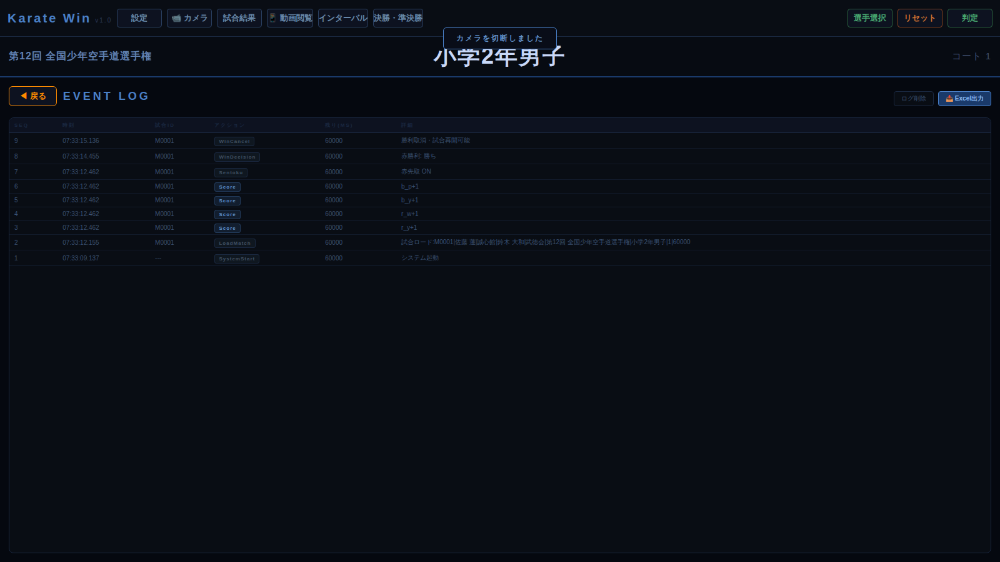 Karate Win v1.0 設定 📹 カメラ 試合結果 📱 動画閲覧 インターバル 決勝・準決勝 選手選択 リセット 判定
カメラを切断しました
第12回 全国少年空手道選手権 小学2年男子 コート 1
◀ 戻る EVENT LOG ログ削除 📥 Excel出力
SEQ 時刻 試合ID アクション 残り(MS) 詳細
9 07:33:15.136 M0001 WinCancel 60000 勝利取消・試合再開可能
8 07:33:14.455 M0001 WinDecision 60000 赤勝利: 勝ち
7 07:33:12.462 M0001 Sentoku 60000 赤先取 ON
6 07:33:12.462 M0001 Score 60000 b_p+1
5 07:33:12.462 M0001 Score 60000 b_y+1
4 07:33:12.462 M0001 Score 60000 r_w+1
3 07:33:12.462 M0001 Score 60000 r_y+1
2 07:33:12.155 M0001 LoadMatch 60000 試合ロード:M0001|佐藤 蓮|誠心館|鈴木 大和|武徳会|第12回 全国少年空手道選手権|小学2年男子|1|60000
1 07:33:09.137 --- SystemStart 60000 システム起動